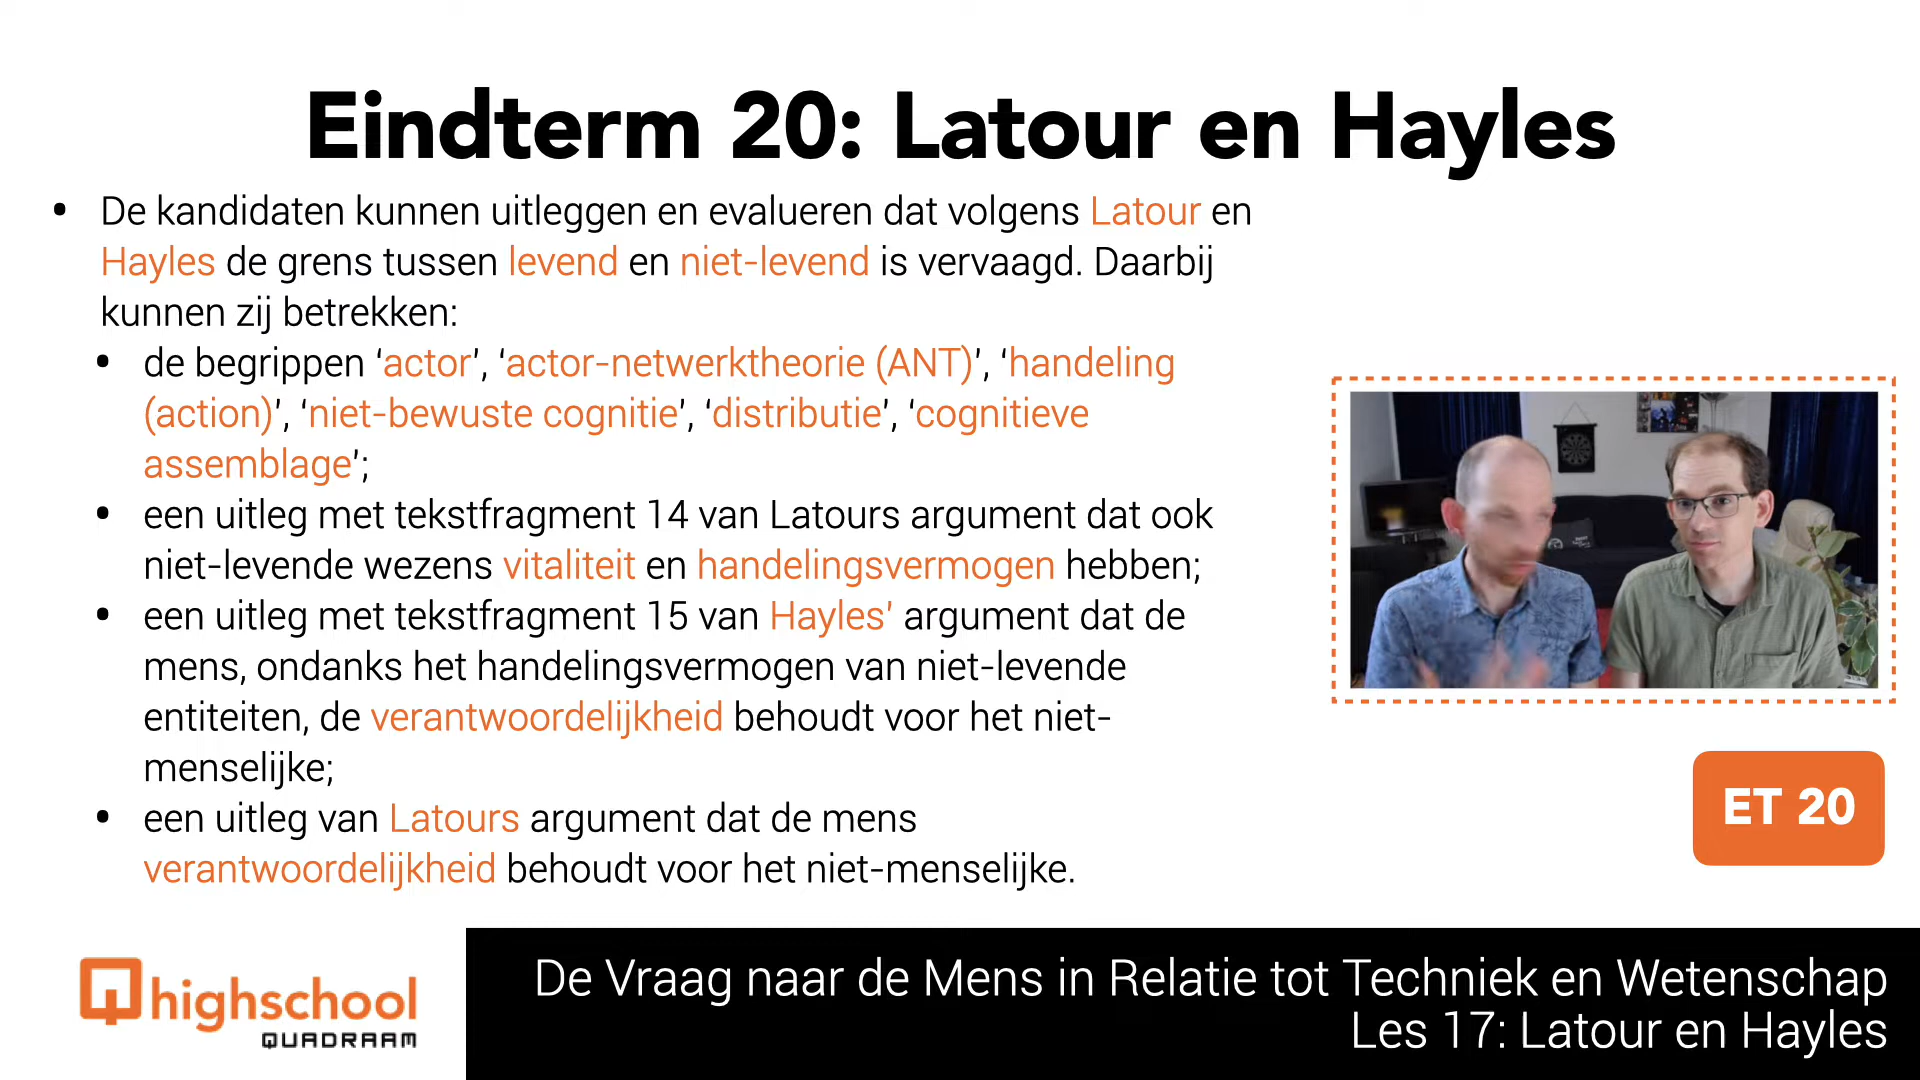 Eindterm 20: Latour en Hayles
• De kandidaten kunnen uitleggen en evalueren dat volgens Latour en
Hayles de grens tussen levend en niet-levend is vervaagd. Daarbij
kunnen zij betrekken:
• de begrippen ‘actor’, ‘actor-netwerktheorie (ANT)’, ‘handeling
(action)’, ‘niet-bewuste cognitie’, ‘distributie’, ‘cognitieve
assemblage’;
• een uitleg met tekstfragment 14 van Latours argument dat ook
niet-levende wezens vitaliteit en handelingsvermogen hebben;
• een uitleg met tekstfragment 15 van Hayles’ argument dat de
mens, ondanks het handelingsvermogen van niet-levende
entiteiten, de verantwoordelijkheid behoudt voor het niet-
menselijke;
• een uitleg van Latours argument dat de mens
verantwoordelijkheid behoudt voor het niet-menselijke.
ET 20
highschool
QUADRAAM
De Vraag naar de Mens in Relatie tot Techniek en Wetenschap
Les 17: Latour en Hayles